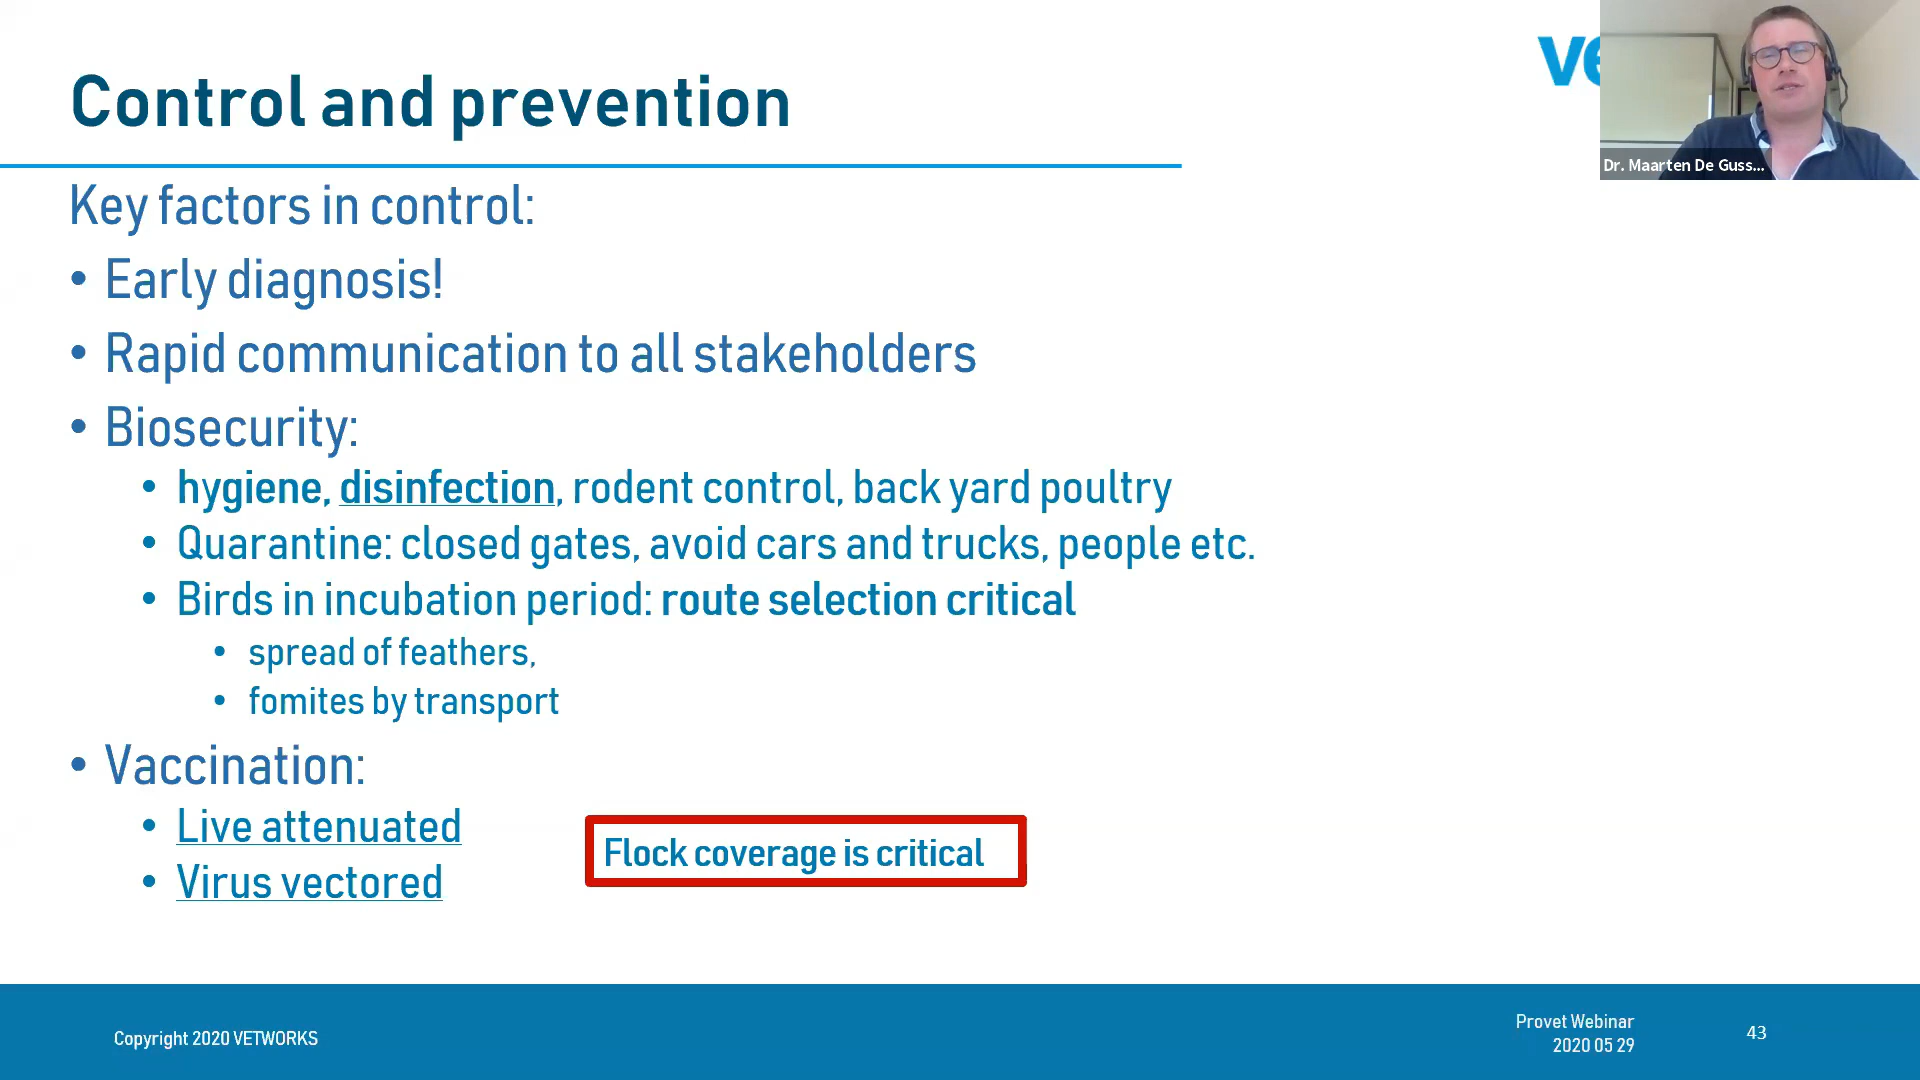 Control and prevention
Dr. Maarten De Guss...
Key factors in control:
• Early diagnosis!
• Rapid communication to all stakeholders
• Biosecurity:
• hygiene, disinfection, rodent control, back yard poultry
• Quarantine: closed gates, avoid cars and trucks, people etc.
• Birds in incubation period: route selection critical
• spread of feathers,
• fomites by transport
• Vaccination:
• Live attenuated
• Virus vectored
Flock coverage is critical
Copyright 2020 VETWORKS
Provet Webinar
2020 05 29
43